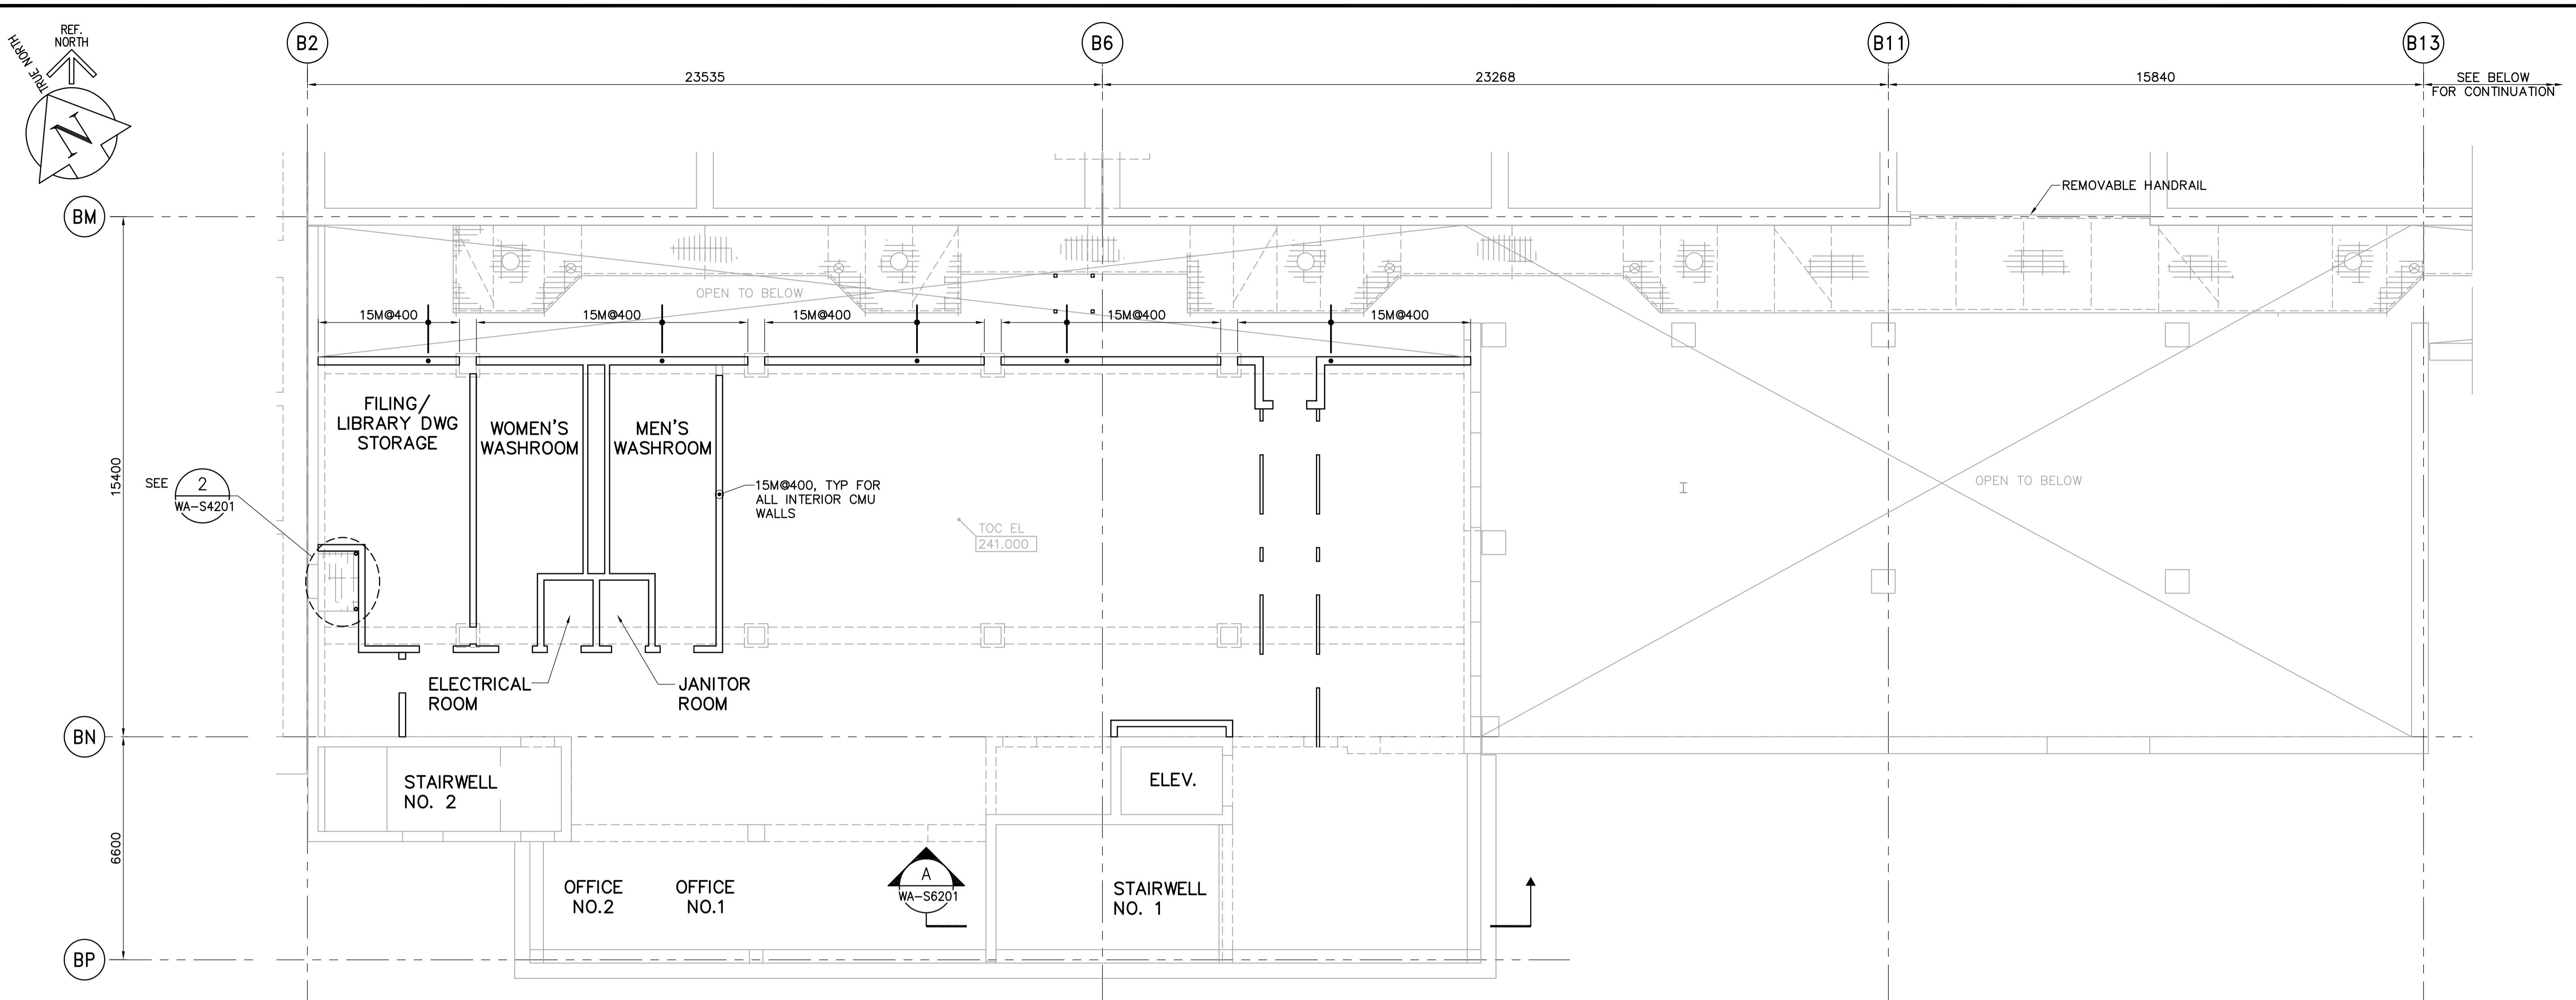 REF.
NORTH
TRUE NORTH
N
B2
B6
B11
B13
23535
23268
15840
SEE BELOW
FOR CONTINUATION
BM
REMOVABLE HANDRAIL
OPEN TO BELOW
15M@400
15M@400
15M@400
15M@400
15M@400
FILING/
LIBRARY DWG
STORAGE
WOMEN'S
WASHROOM
MEN'S
WASHROOM
15400
SEE
2
WA-S4201
15M@400, TYP FOR
ALL INTERIOR CMU
WALLS
TOC EL
241.000
I
OPEN TO BELOW
ELECTRICAL
ROOM
JANITOR
ROOM
BN
STAIRWELL
NO. 2
ELEV.
6600
OFFICE
NO.2
OFFICE
NO.1
A
WA-S6201
STAIRWELL
NO. 1
BP